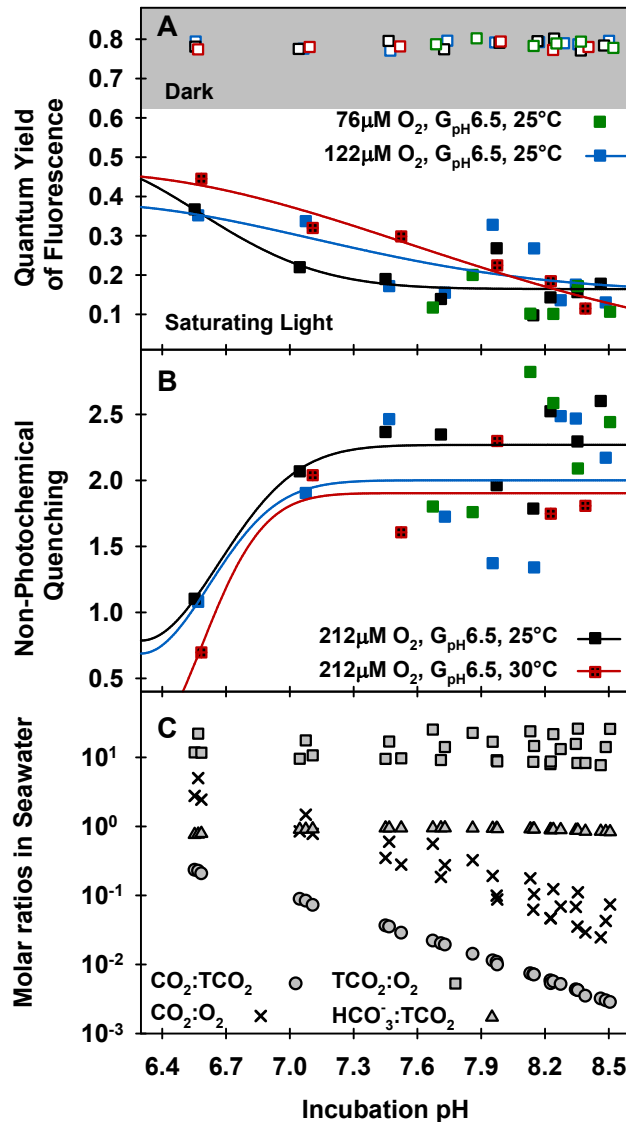 A
0.8
0.7
Dark
0.6
76μM O₂, G_pH6.5, 25°C
122μM O₂, G_pH6.5, 25°C
0.5
0.4
0.3
0.2
0.1
Quantum Yield
of Fluorescence
Saturating Light
B
2.5
2.0
1.5
1.0
0.5
Non-Photochemical
Quenching
212μM O₂, G_pH6.5, 25°C
212μM O₂, G_pH6.5, 30°C
C
10¹
10⁰
10⁻¹
10⁻²
10⁻³
Molar ratios in Seawater
CO₂:TCO₂ TCO₂:O₂
CO₂:O₂ HCO⁻₃:TCO₂
6.4 6.7 7.0 7.3 7.6 7.9 8.2 8.5
Incubation pH